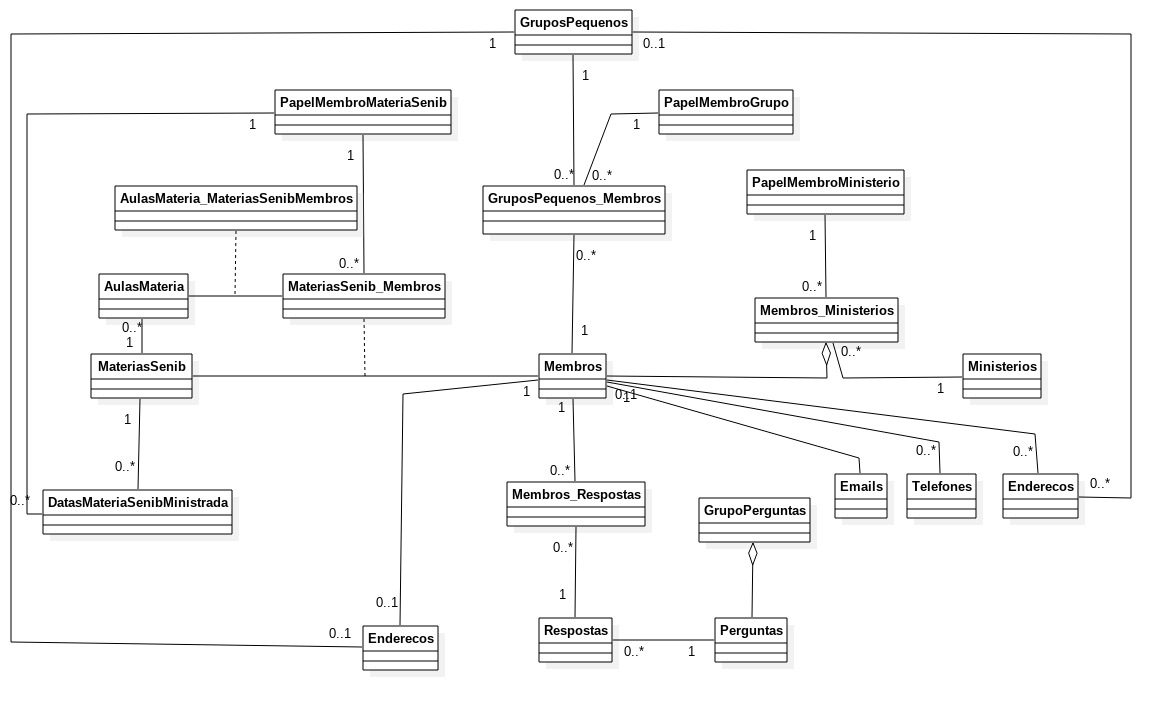 GruposPequenos
1
0..1
1
PapelMembroMateriaSenib
PapelMembroGrupo
1
1
1
0..*
0..*
PapelMembroMinisterio
AulasMateria_MateriasSenibMembros
GruposPequenos_Membros
1
0..*
0..*
0..*
AulasMateria
MateriasSenib_Membros
Membros_Ministerios
0..*
1
1
0..*
MateriasSenib
Membros
Ministerios
1
0..1
1
1
1
1
0..*
0..*
0..*
0..*
0..*
Emails
Telefones
Enderecos
0..*
DatasMateriaSenibMinistrada
Membros_Respostas
GrupoPerguntas
0..*
1
0..1
0..1
Enderecos
Respostas
Perguntas
0..*
1